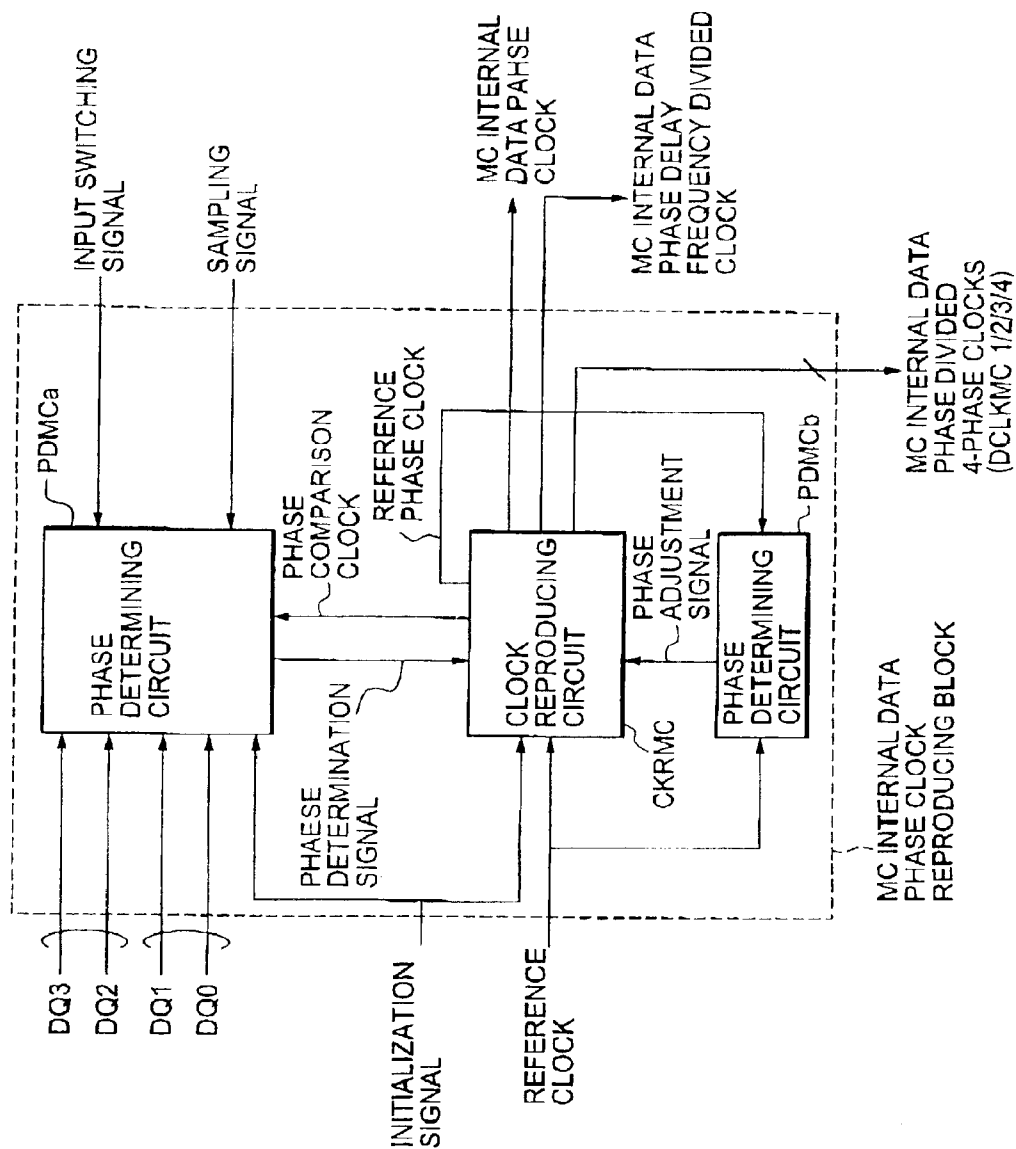 DQ3
DQ2
DQ1
DQ0
INITIALIZATION
SIGNAL
REFERENCE
CLOCK
PHASE
DETERMINING
CIRCUIT
PDMCa
INPUT SWITCHING
SIGNAL
SAMPLING
SIGNAL
PHAESE
DETERMINATION
SIGNAL
PHASE
COMPARISON
CLOCK
REFERENCE
PHASE CLOCK
CLOCK
REPRODUCING
CIRCUIT
CKRMC
PHASE
ADJUSTMENT
SIGNAL
PHASE
DETERMINING
CIRCUIT
PDMCb
MC INTERNAL
DATA PAHSE
CLOCK
MC INTERNAL DATA
PHASE DELAY
FREQUENCY DIVIDED
CLOCK
MC INTERNAL DATA
PHASE DIVIDED
4-PHASE CLOCKS
(DCLKMC 1/2/3/4)
MC INTERNAL DATA
PHASE CLOCK
REPRODUCING BLOCK